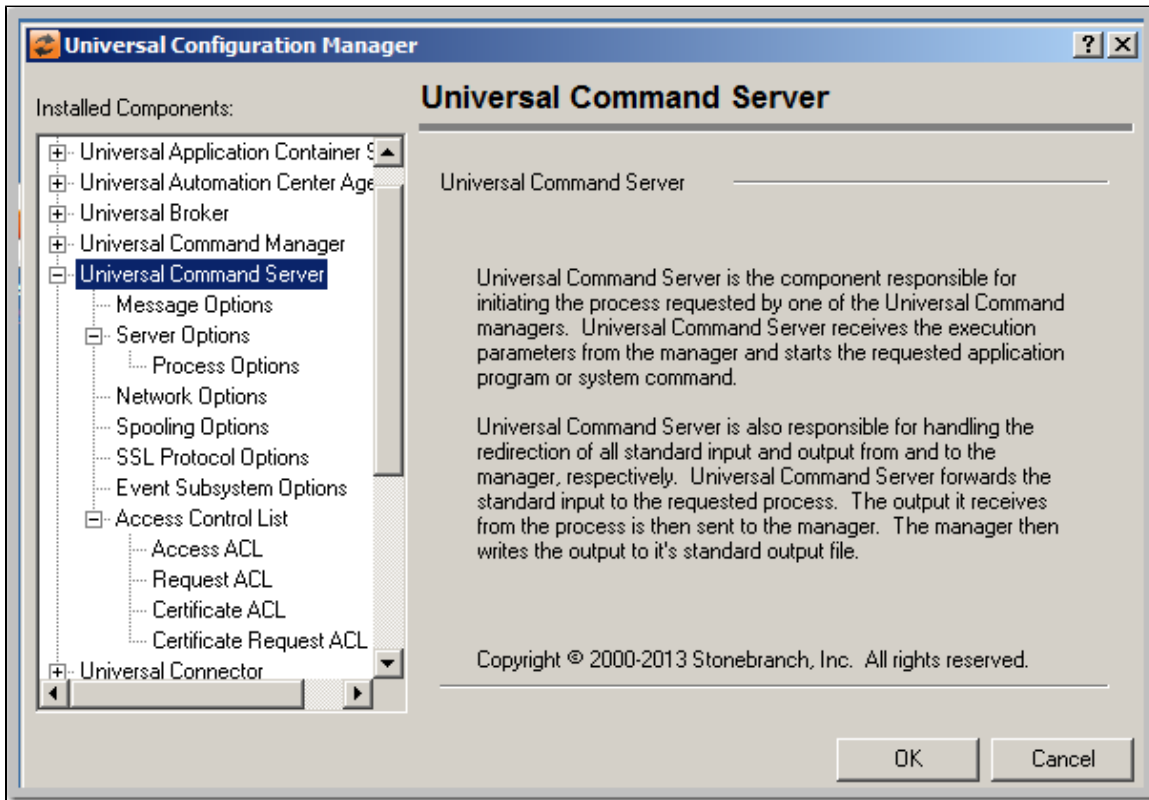 Universal Configuration Manager
Installed Components:
Universal Application Container S
Universal Automation Center Age
Universal Broker
Universal Command Manager
Universal Command Server
Message Options
Server Options
Process Options
Network Options
Spooling Options
SSL Protocol Options
Event Subsystem Options
Access Control List
Access ACL
Request ACL
Certificate ACL
Certificate Request ACL
Universal Connector
Universal Command Server
Universal Command Server
Universal Command Server is the component responsible for
initiating the process requested by one of the Universal Command
managers.  Universal Command Server receives the execution
parameters from the manager and starts the requested application
program or system command.
Universal Command Server is also responsible for handling the
redirection of all standard input and output from and to the
manager, respectively.  Universal Command Server forwards the
standard input to the requested process.  The output it receives
from the process is then sent to the manager.  The manager then
writes the output to it's standard output file.
Copyright © 2000-2013 Stonebranch, Inc.  All rights reserved.
OK
Cancel